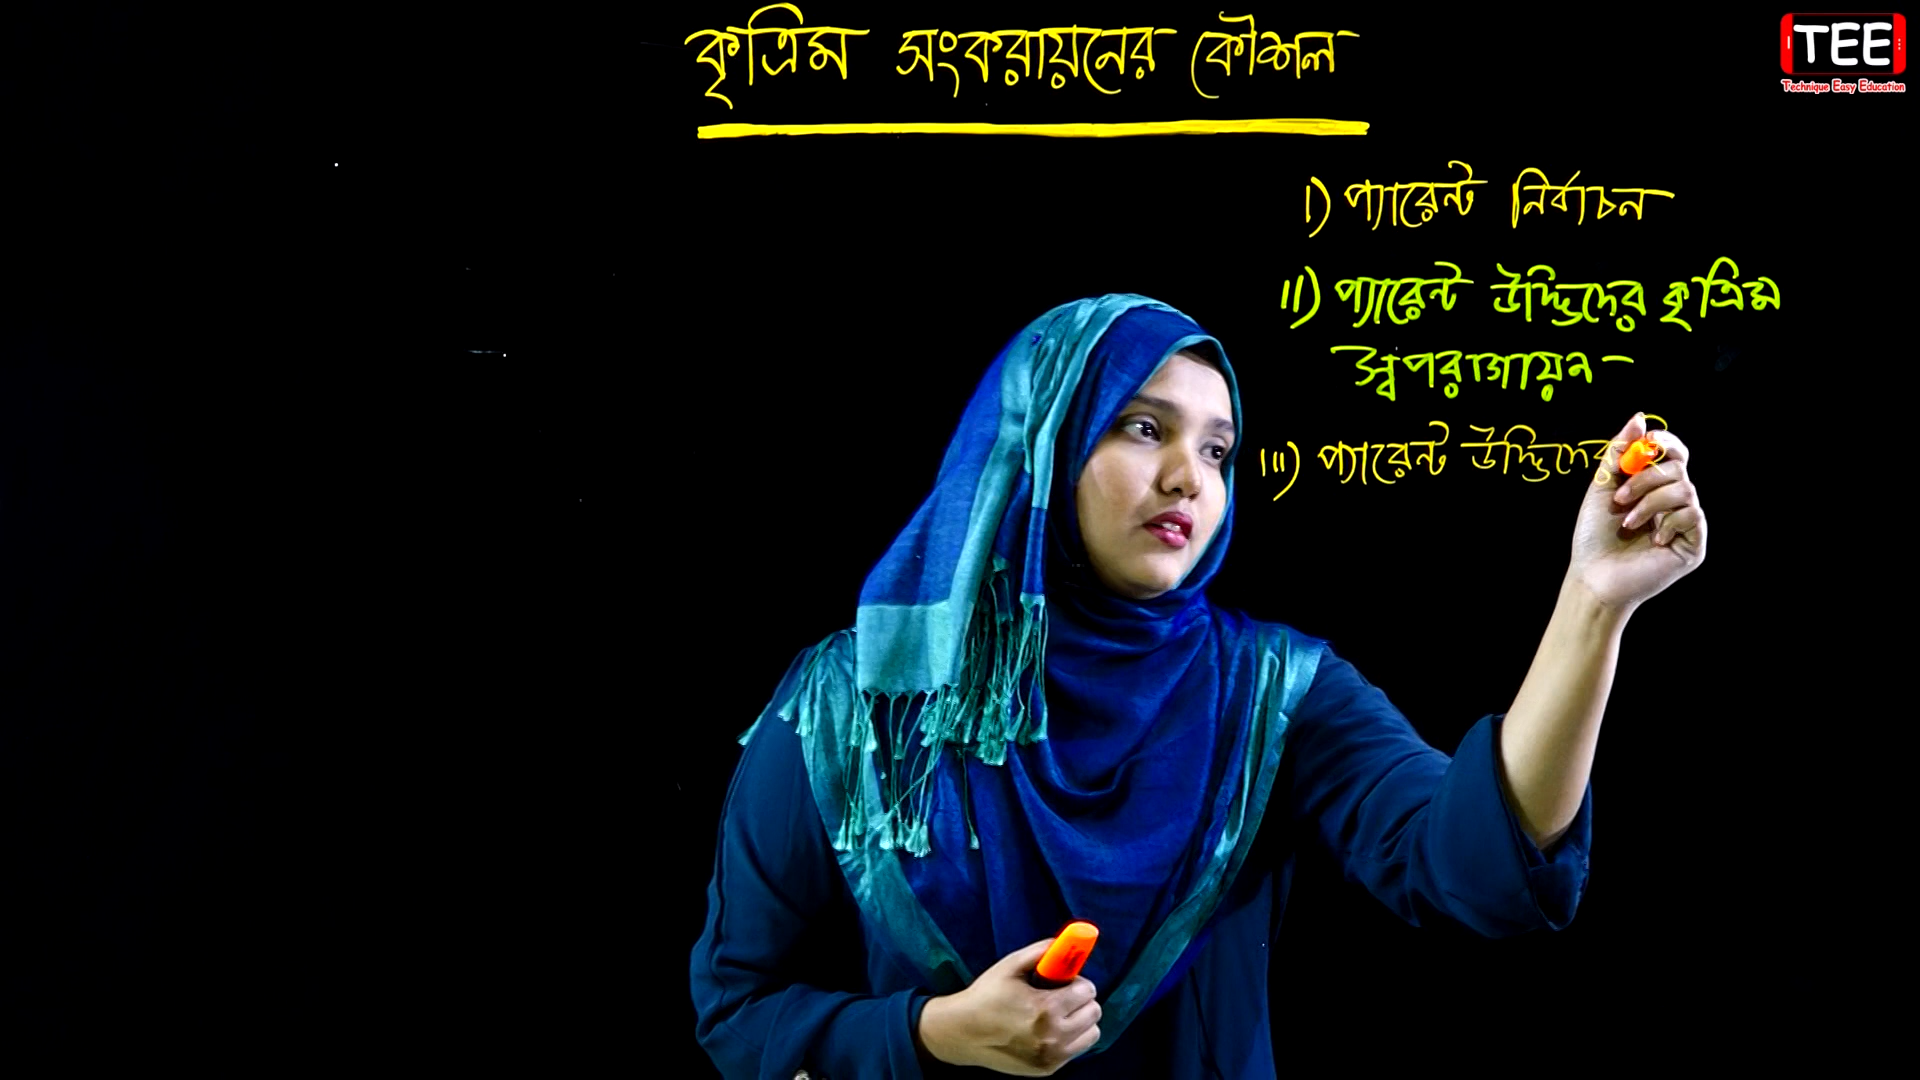 কৃত্রিম সংকরায়নের কৌশল
TEE
Technique Easy Education
I) প্যারেন্ট নির্বাচন
II) প্যারেন্ট উদ্ভিদের কৃত্রিম
স্বপরাগায়ন
III) প্যারেন্ট উদ্ভিদের